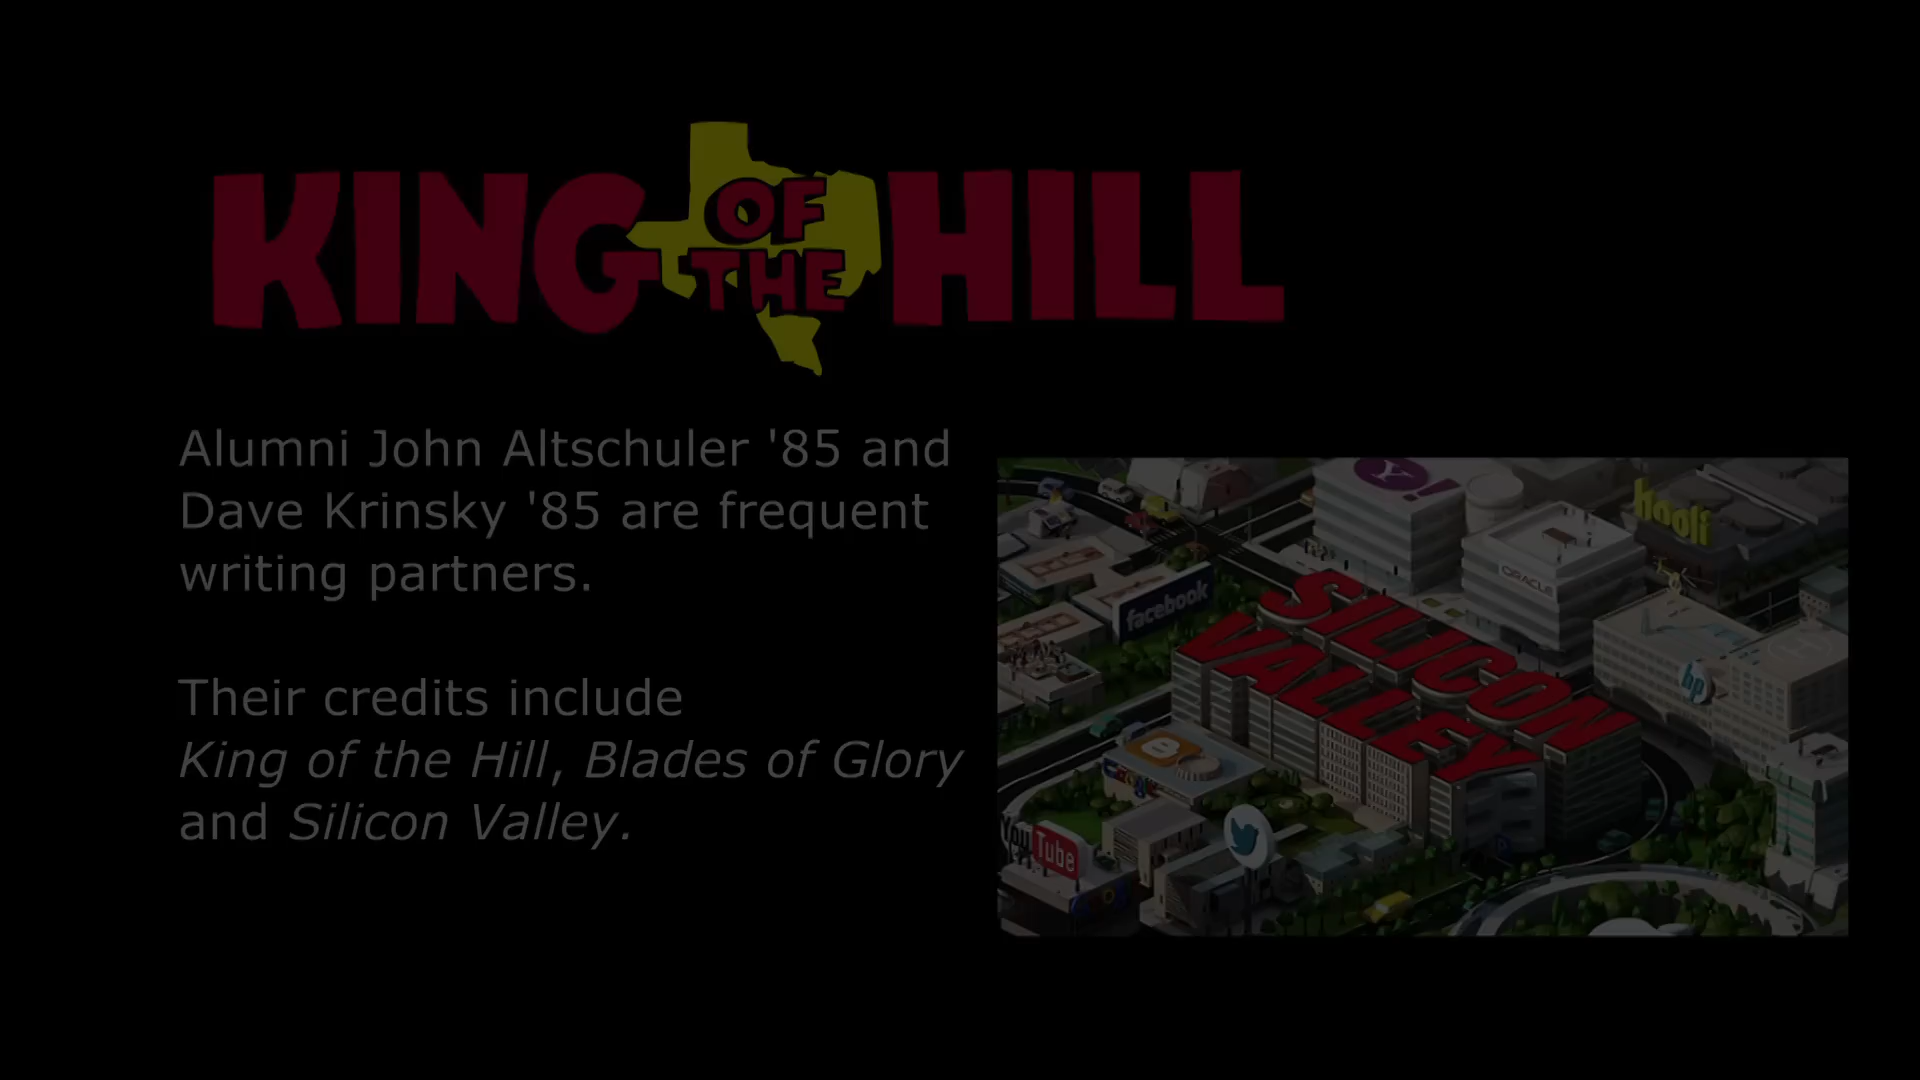 KING OF THE HILL
Alumni John Altschuler '85 and
Dave Krinsky '85 are frequent
writing partners.
Their credits include
King of the Hill, Blades of Glory
and Silicon Valley.
Y!
hooli
ORACLE
facebook
SILICON
VALLEY
hp
YouTube